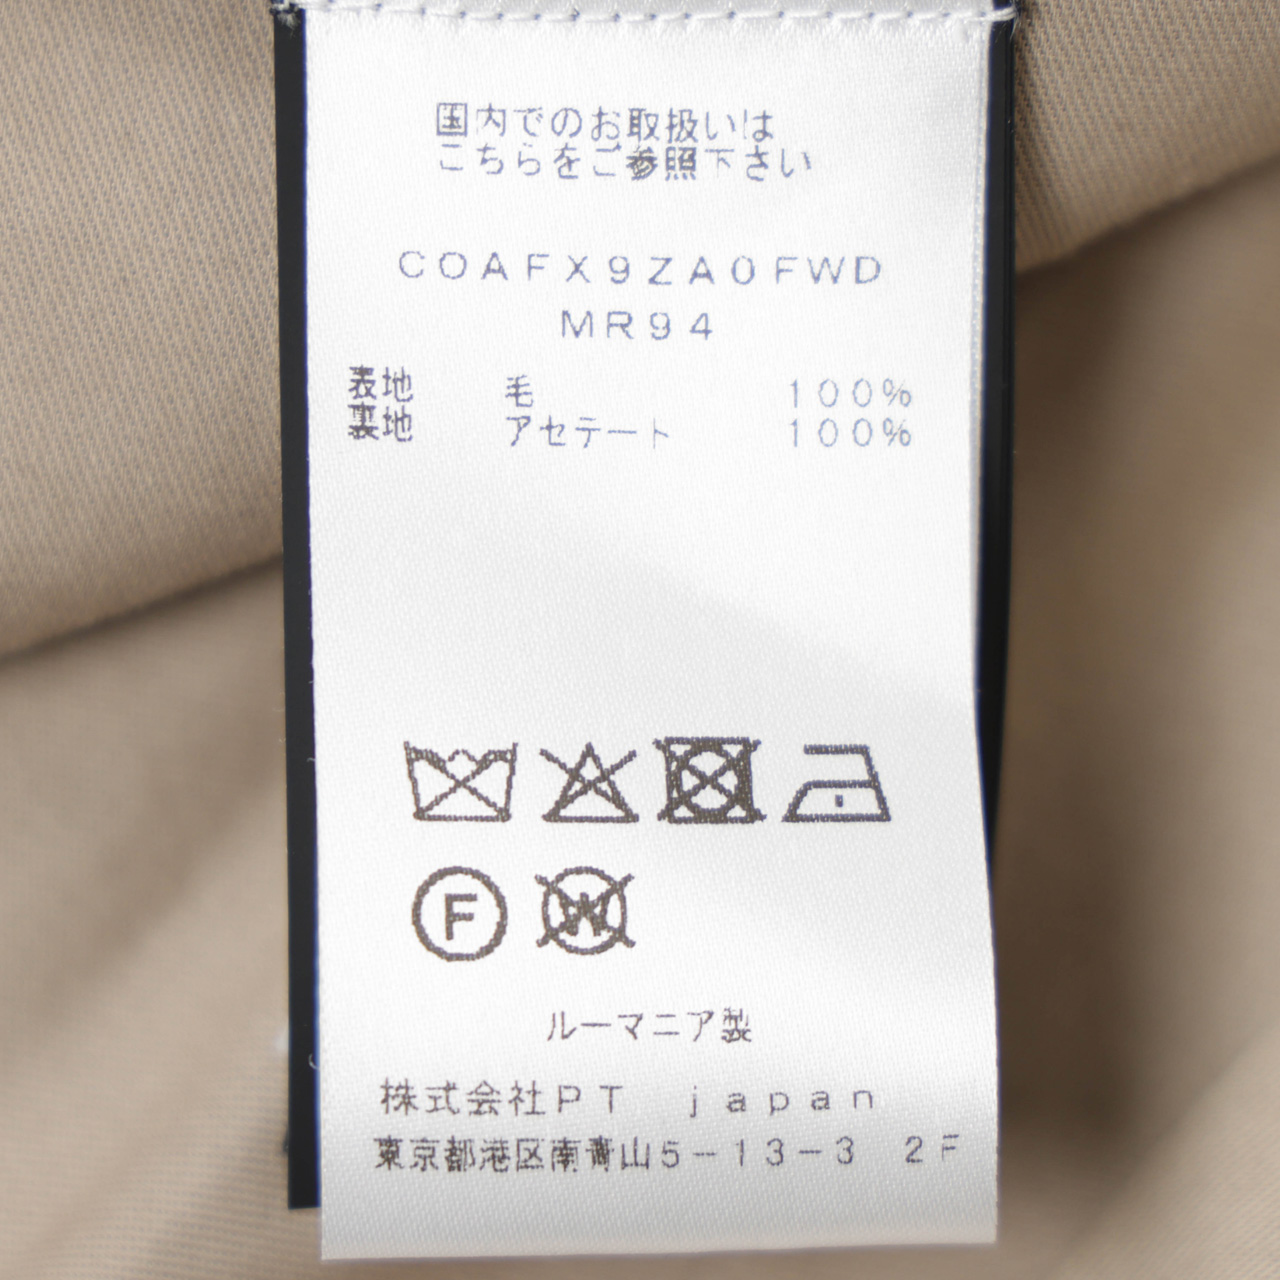 国内でのお取扱いは
こちらをご参照下さい
COAFX9ZA0FWD
MR94
表地 毛 100%
裏地 アセテート 100%
F
W
ルーマニア製
株式会社PT japan
東京都港区南青山5-13-3 2F